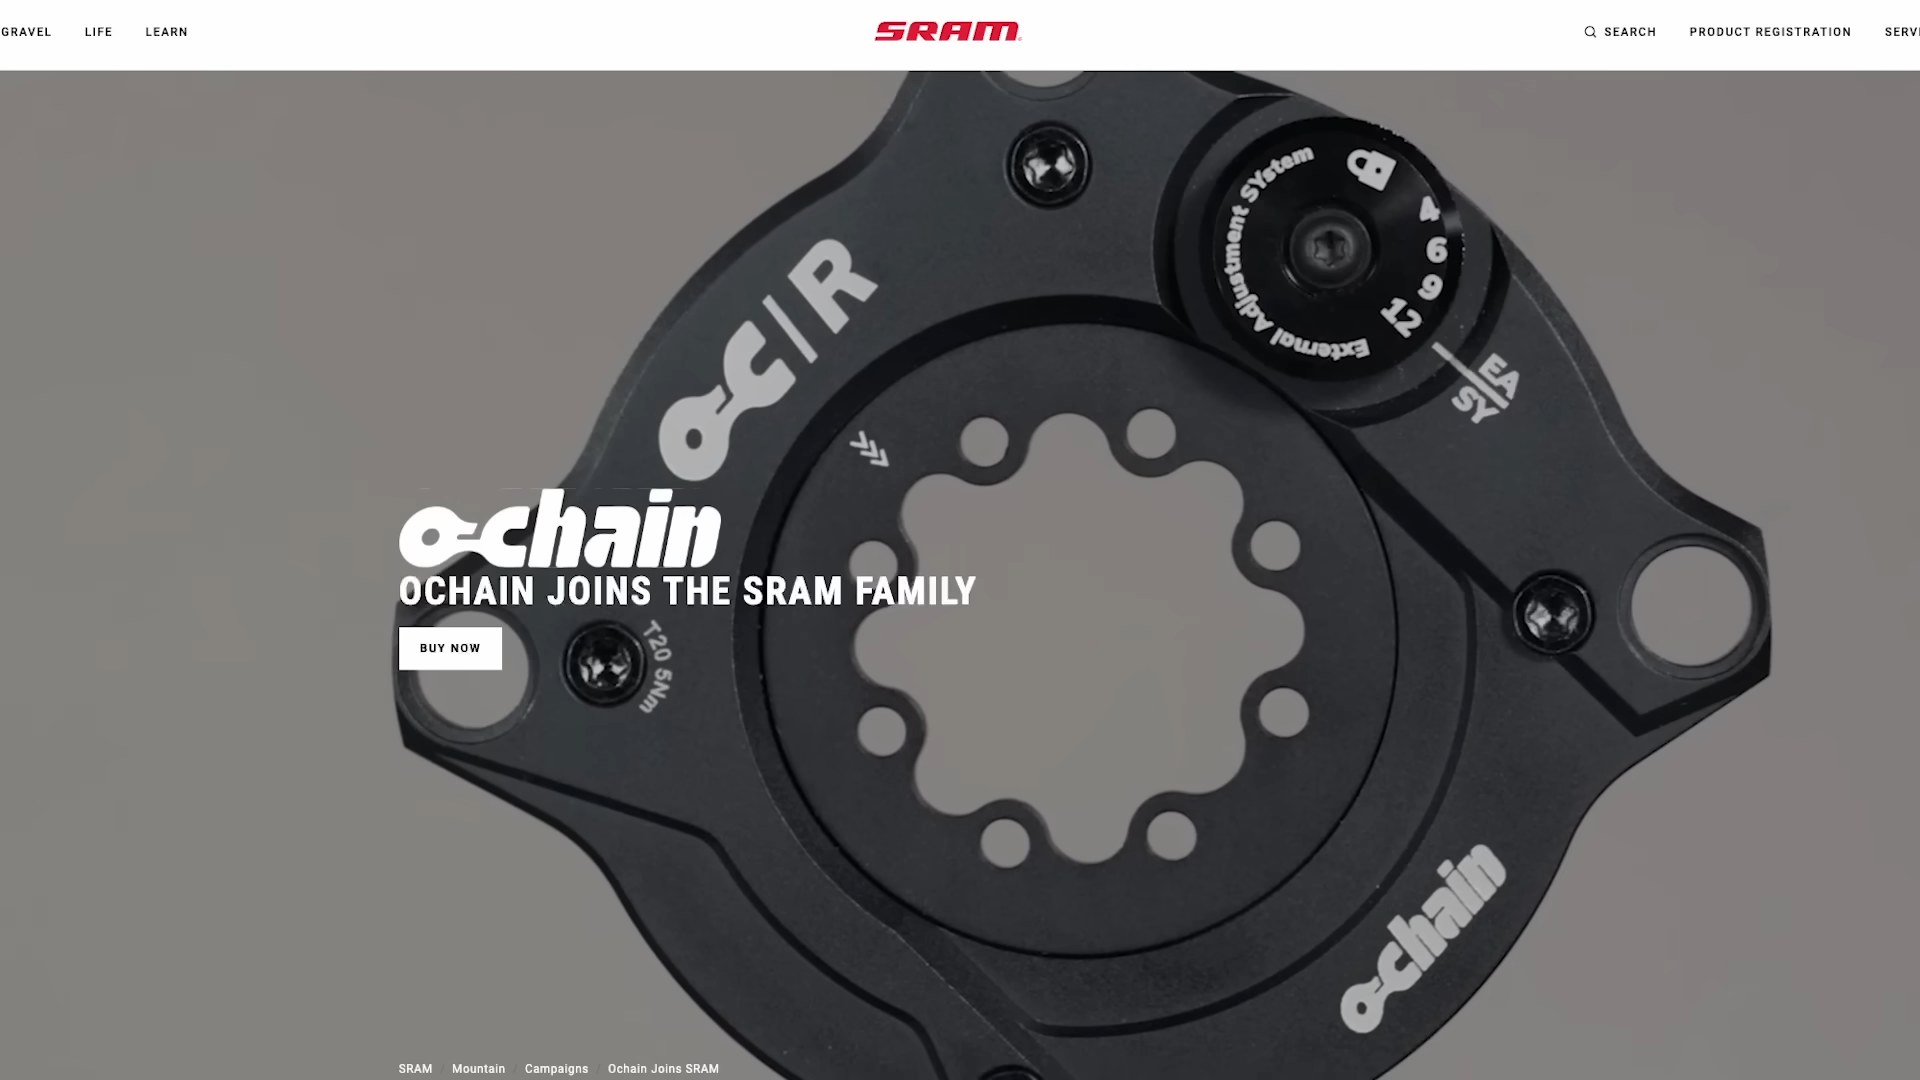 GRAVEL LIFE LEARN SRAM SEARCH PRODUCT REGISTRATION SERVI
External Adjustment SYstem
4
6
9
12
EA
SY
OC|R
ochain
OCHAIN JOINS THE SRAM FAMILY
BUY NOW
T20 5Nm
ochain
SRAM / Mountain / Campaigns / Ochain Joins SRAM